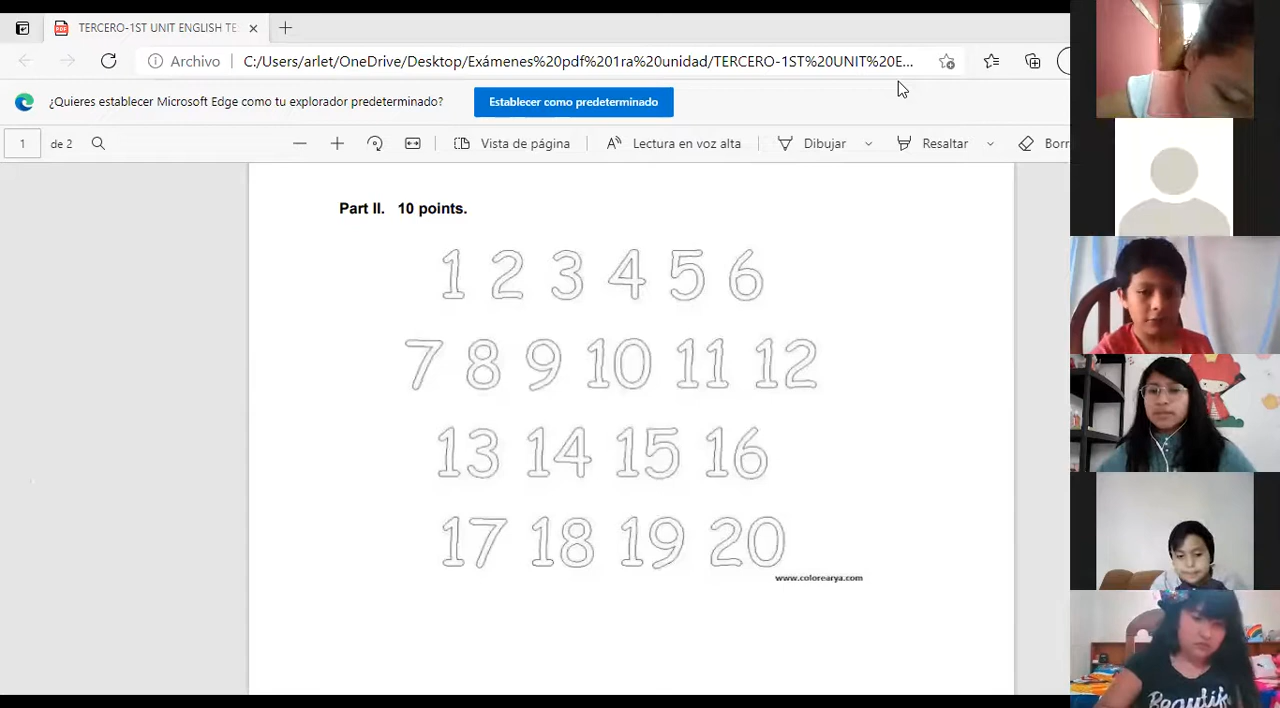 TERCERO-1ST UNIT ENGLISH TE
Archivo C:/Users/arlet/OneDrive/Desktop/Exámenes%20pdf%201ra%20unidad/TERCERO-1ST%20UNIT%20E...
¿Quieres establecer Microsoft Edge como tu explorador predeterminado? Establecer como predeterminado
1 de 2 Vista de página Lectura en voz alta Dibujar Resaltar Borr
Part II. 10 points.
1 2 3 4 5 6
7 8 9 10 11 12
13 14 15 16
17 18 19 20
www.colorearya.com